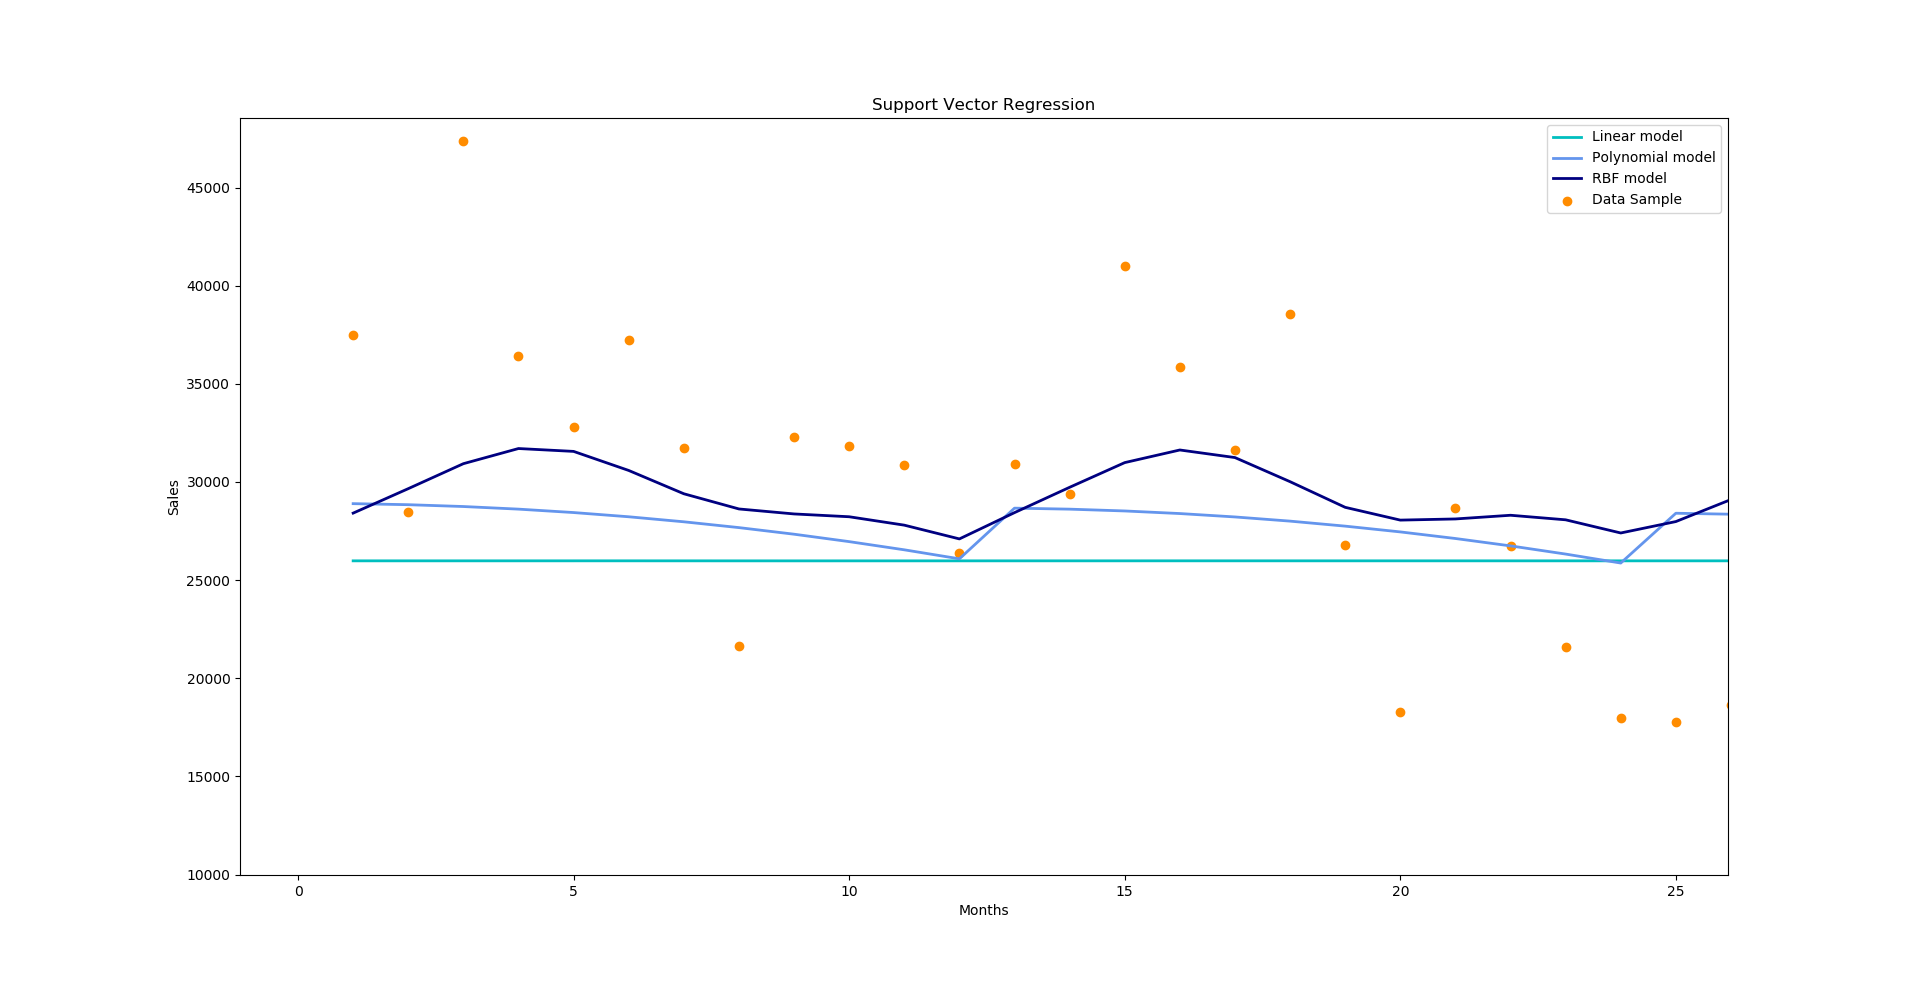 Support Vector Regression
Linear model
Polynomial model
RBF model
Data Sample
45000
40000
35000
30000
25000
20000
15000
10000
Sales
0 5 10 15 20 25
Months